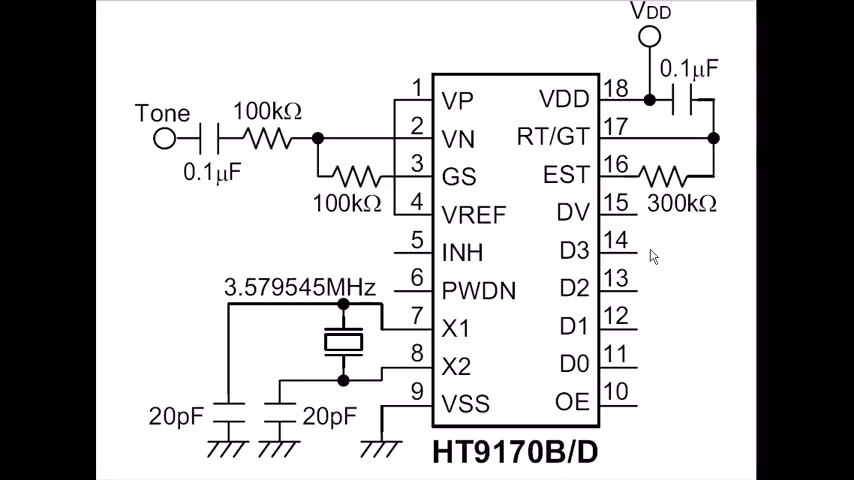 VDD
0.1μF
Tone
100kΩ
0.1μF
100kΩ
1 VP VDD 18
2 VN RT/GT 17
3 GS EST 16
300kΩ
4 VREF DV 15
5 INH D3 14
3.579545MHz
6 PWDN D2 13
7 X1 D1 12
8 X2 D0 11
9 VSS OE 10
20pF 20pF
HT9170B/D